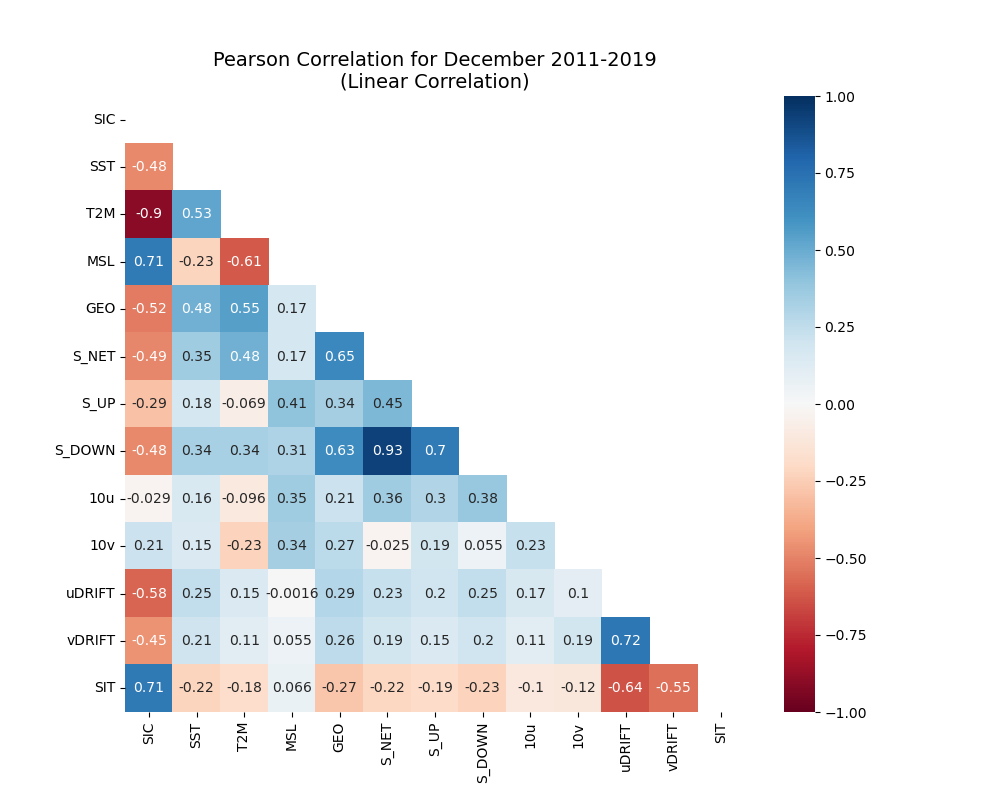 Pearson Correlation for December 2011-2019
(Linear Correlation)
SIC
SST -0.48
T2M -0.9 0.53
MSL 0.71 -0.23 -0.61
GEO -0.52 0.48 0.55 0.17
S_NET -0.49 0.35 0.48 0.17 0.65
S_UP -0.29 0.18 -0.069 0.41 0.34 0.45
S_DOWN -0.48 0.34 0.34 0.31 0.63 0.93 0.7
10u -0.029 0.16 -0.096 0.35 0.21 0.36 0.3 0.38
10v 0.21 0.15 -0.23 0.34 0.27 -0.025 0.19 0.055 0.23
uDRIFT -0.58 0.25 0.15 -0.0016 0.29 0.23 0.2 0.25 0.17 0.1
vDRIFT -0.45 0.21 0.11 0.055 0.26 0.19 0.15 0.2 0.11 0.19 0.72
SIT 0.71 -0.22 -0.18 0.066 -0.27 -0.22 -0.19 -0.23 -0.1 -0.12 -0.64 -0.55
SIC SST T2M MSL GEO S_NET S_UP S_DOWN 10u 10v uDRIFT vDRIFT SIT
1.00
0.75
0.50
0.25
0.00
−0.25
−0.50
−0.75
−1.00